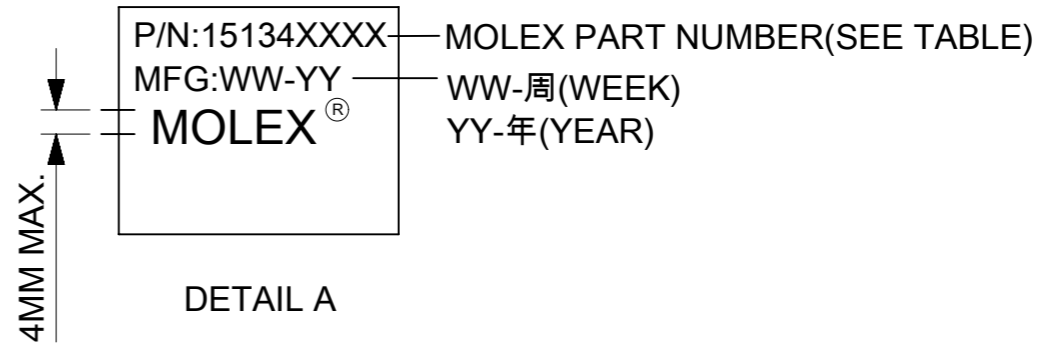 P/N:15134XXXX MOLEX PART NUMBER(SEE TABLE)
MFG:WW-YY WW-周(WEEK)
MOLEX® YY-年(YEAR)
4MM MAX.
DETAIL A